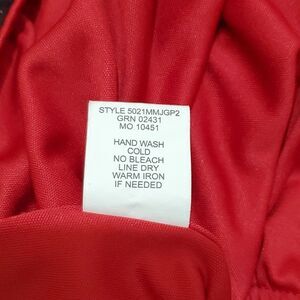 STYLE 5021MMJGP2
GRN 02431
MO 10451
HAND WASH
COLD
NO BLEACH
LINE DRY
WARM IRON
IF NEEDED